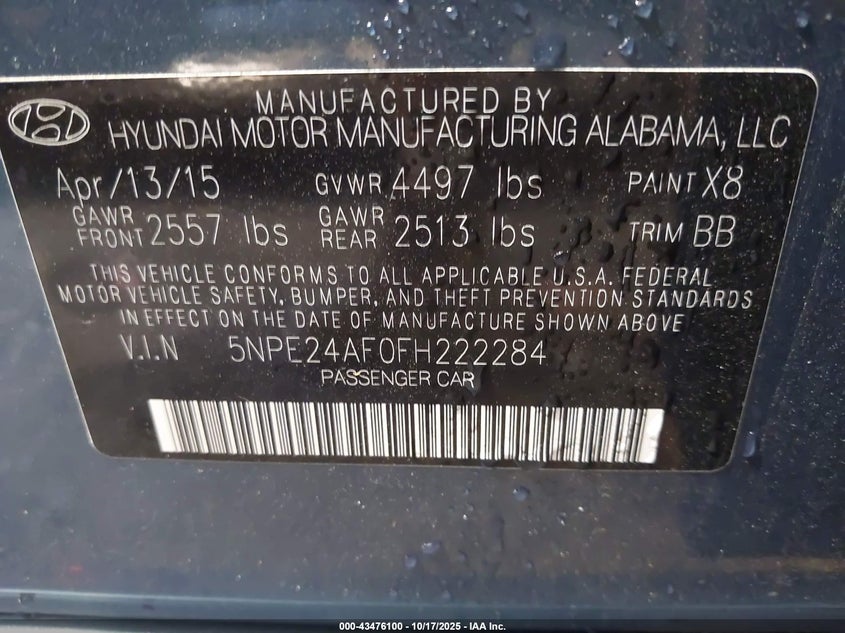 MANUFACTURED BY
HYUNDAI MOTOR MANUFACTURING ALABAMA, LLC
Apr/13/15 GVWR 4497 lbs PAINT X8
GAWR FRONT 2557 lbs GAWR REAR 2513 lbs TRIM BB
THIS VEHICLE CONFORMS TO ALL APPLICABLE U.S.A. FEDERAL
MOTOR VEHICLE SAFETY, BUMPER, AND THEFT PREVENTION STANDARDS
IN EFFECT ON THE DATE OF MANUFACTURE SHOWN ABOVE
V.I.N 5NPE24AF0FH222284
PASSENGER CAR
000-43476100 - 10/17/2025 - IAA Inc.